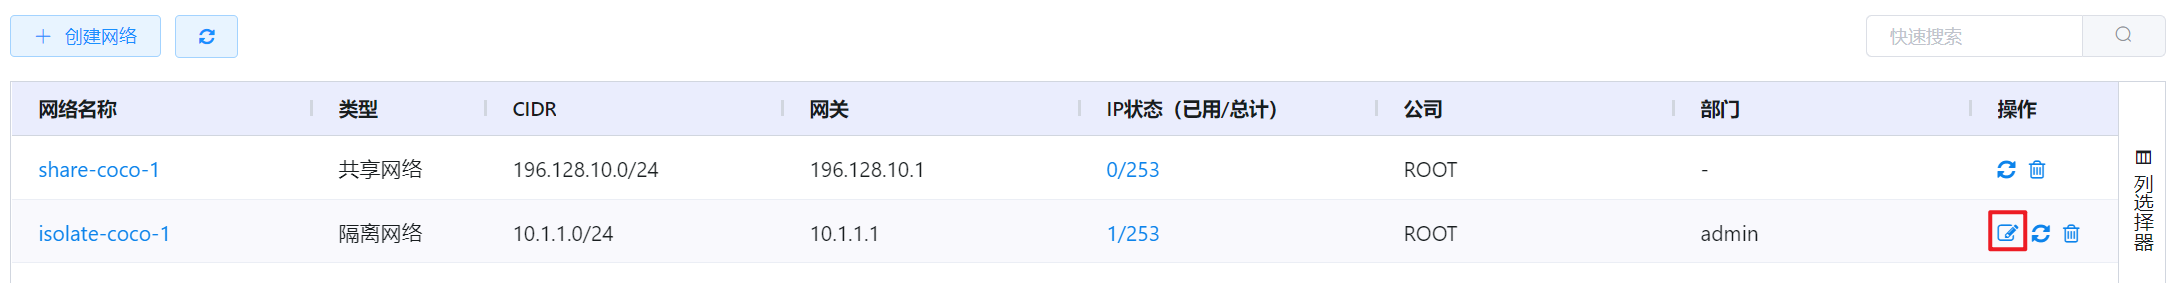 创建网络
快速搜索
网络名称 类型 CIDR 网关 IP状态（已用/总计） 公司 部门 操作
share-coco-1 共享网络 196.128.10.0/24 196.128.10.1 0/253 ROOT -
isolate-coco-1 隔离网络 10.1.1.0/24 10.1.1.1 1/253 ROOT admin
列选择器